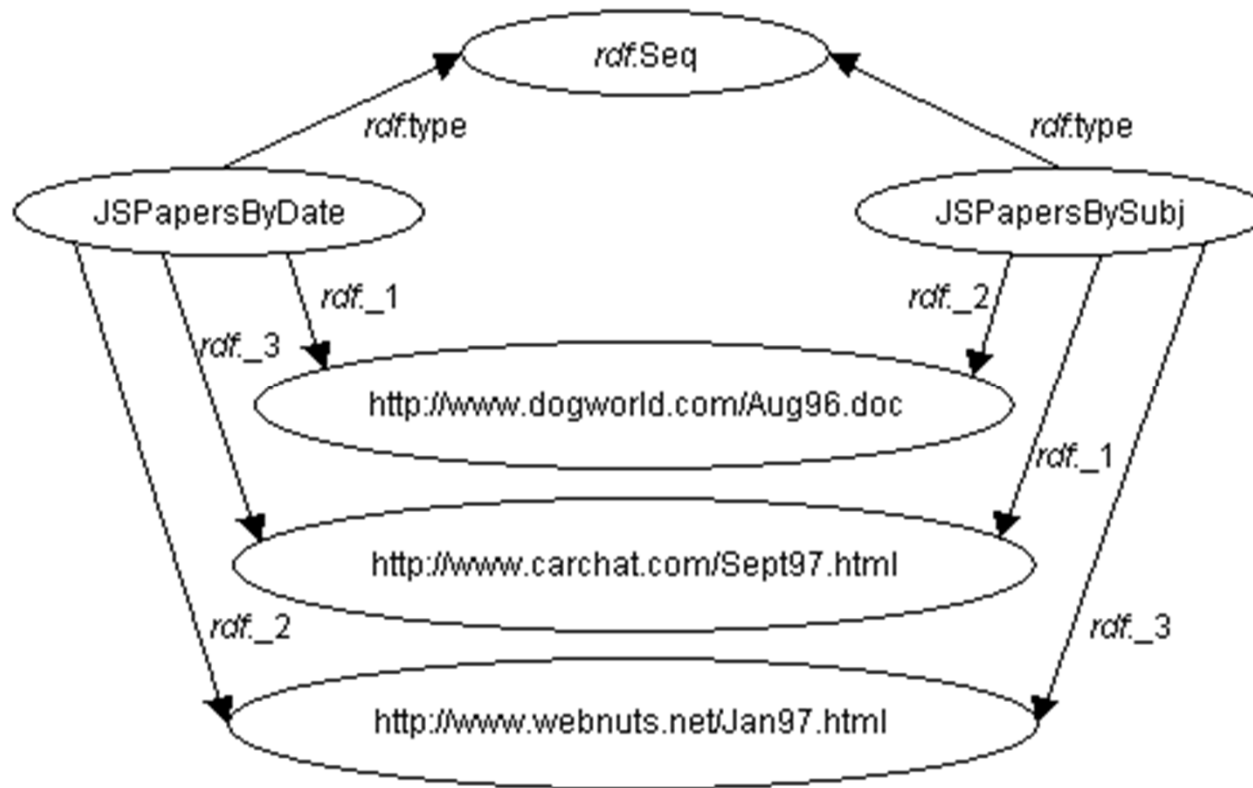 rdf:Seq
rdf:type
rdf:type
JSPapersByDate
JSPapersBySubj
rdf:_1
rdf:_2
rdf:_3
http://www.dogworld.com/Aug96.doc
rdf:_1
http://www.carchat.com/Sept97.html
rdf:_2
rdf:_3
http://www.webnuts.net/Jan97.html